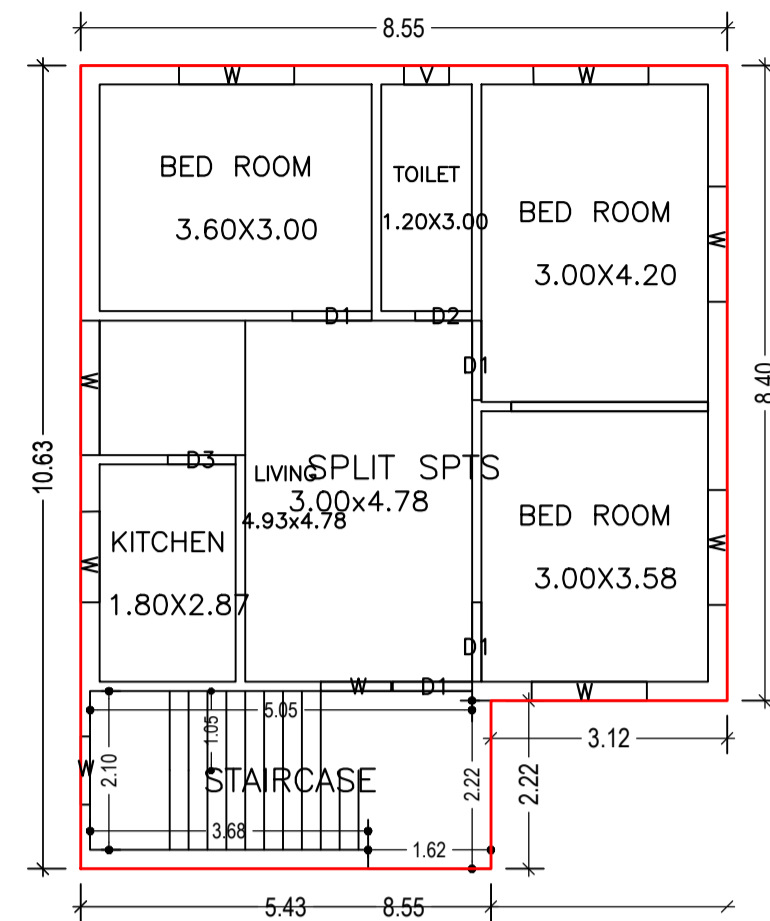 8.55
W
V
W
BED ROOM
3.60X3.00
TOILET
1.20X3.00
BED ROOM
3.00X4.20
W
D1
D2
W
D1
8.40
10.63
D3
LIVING
4.93x4.78
SPLIT SPTS
3.00x4.78
KITCHEN
1.80X2.87
W
BED ROOM
3.00X3.58
W
D1
W
D1
W
5.05
1.05
2.10
W
STAIRCASE
3.68
1.62
2.22
2.22
3.12
5.43
8.55